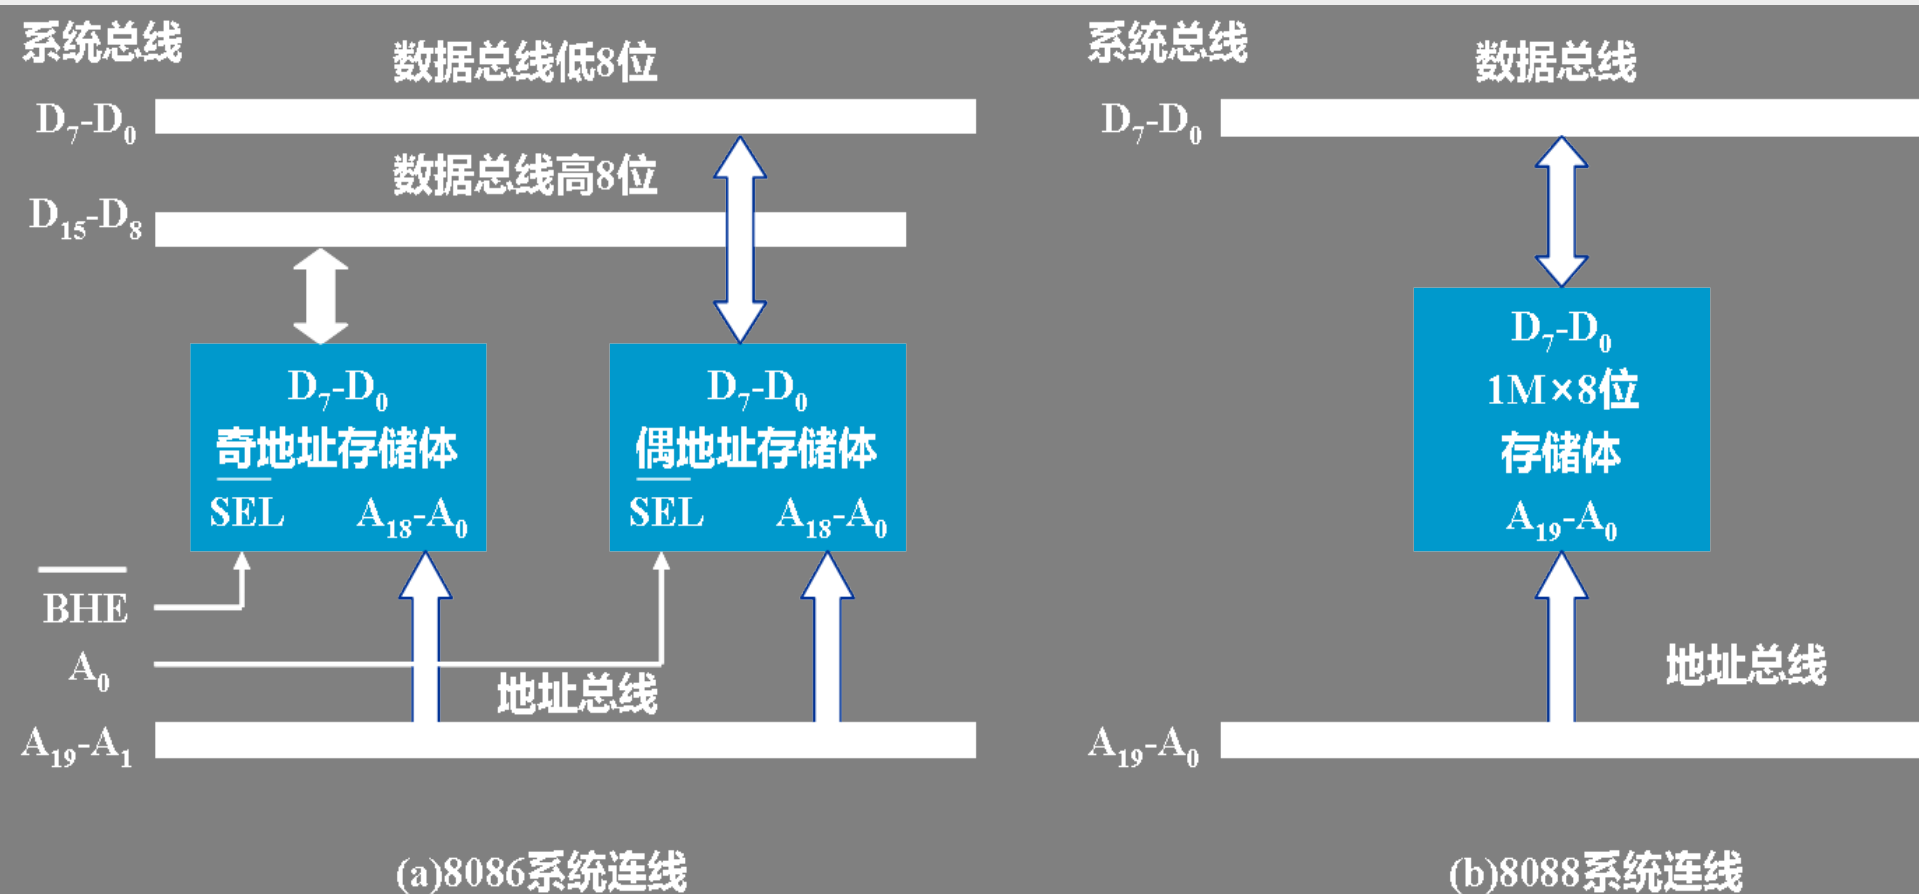 系统总线
数据总线低8位
D7-D0
数据总线高8位
D15-D8
D7-D0
奇地址存储体
SEL A18-A0
D7-D0
偶地址存储体
SEL A18-A0
BHE
A0
地址总线
A19-A1
(a)8086系统连线
系统总线
数据总线
D7-D0
D7-D0
1M×8位
存储体
A19-A0
地址总线
A19-A0
(b)8088系统连线